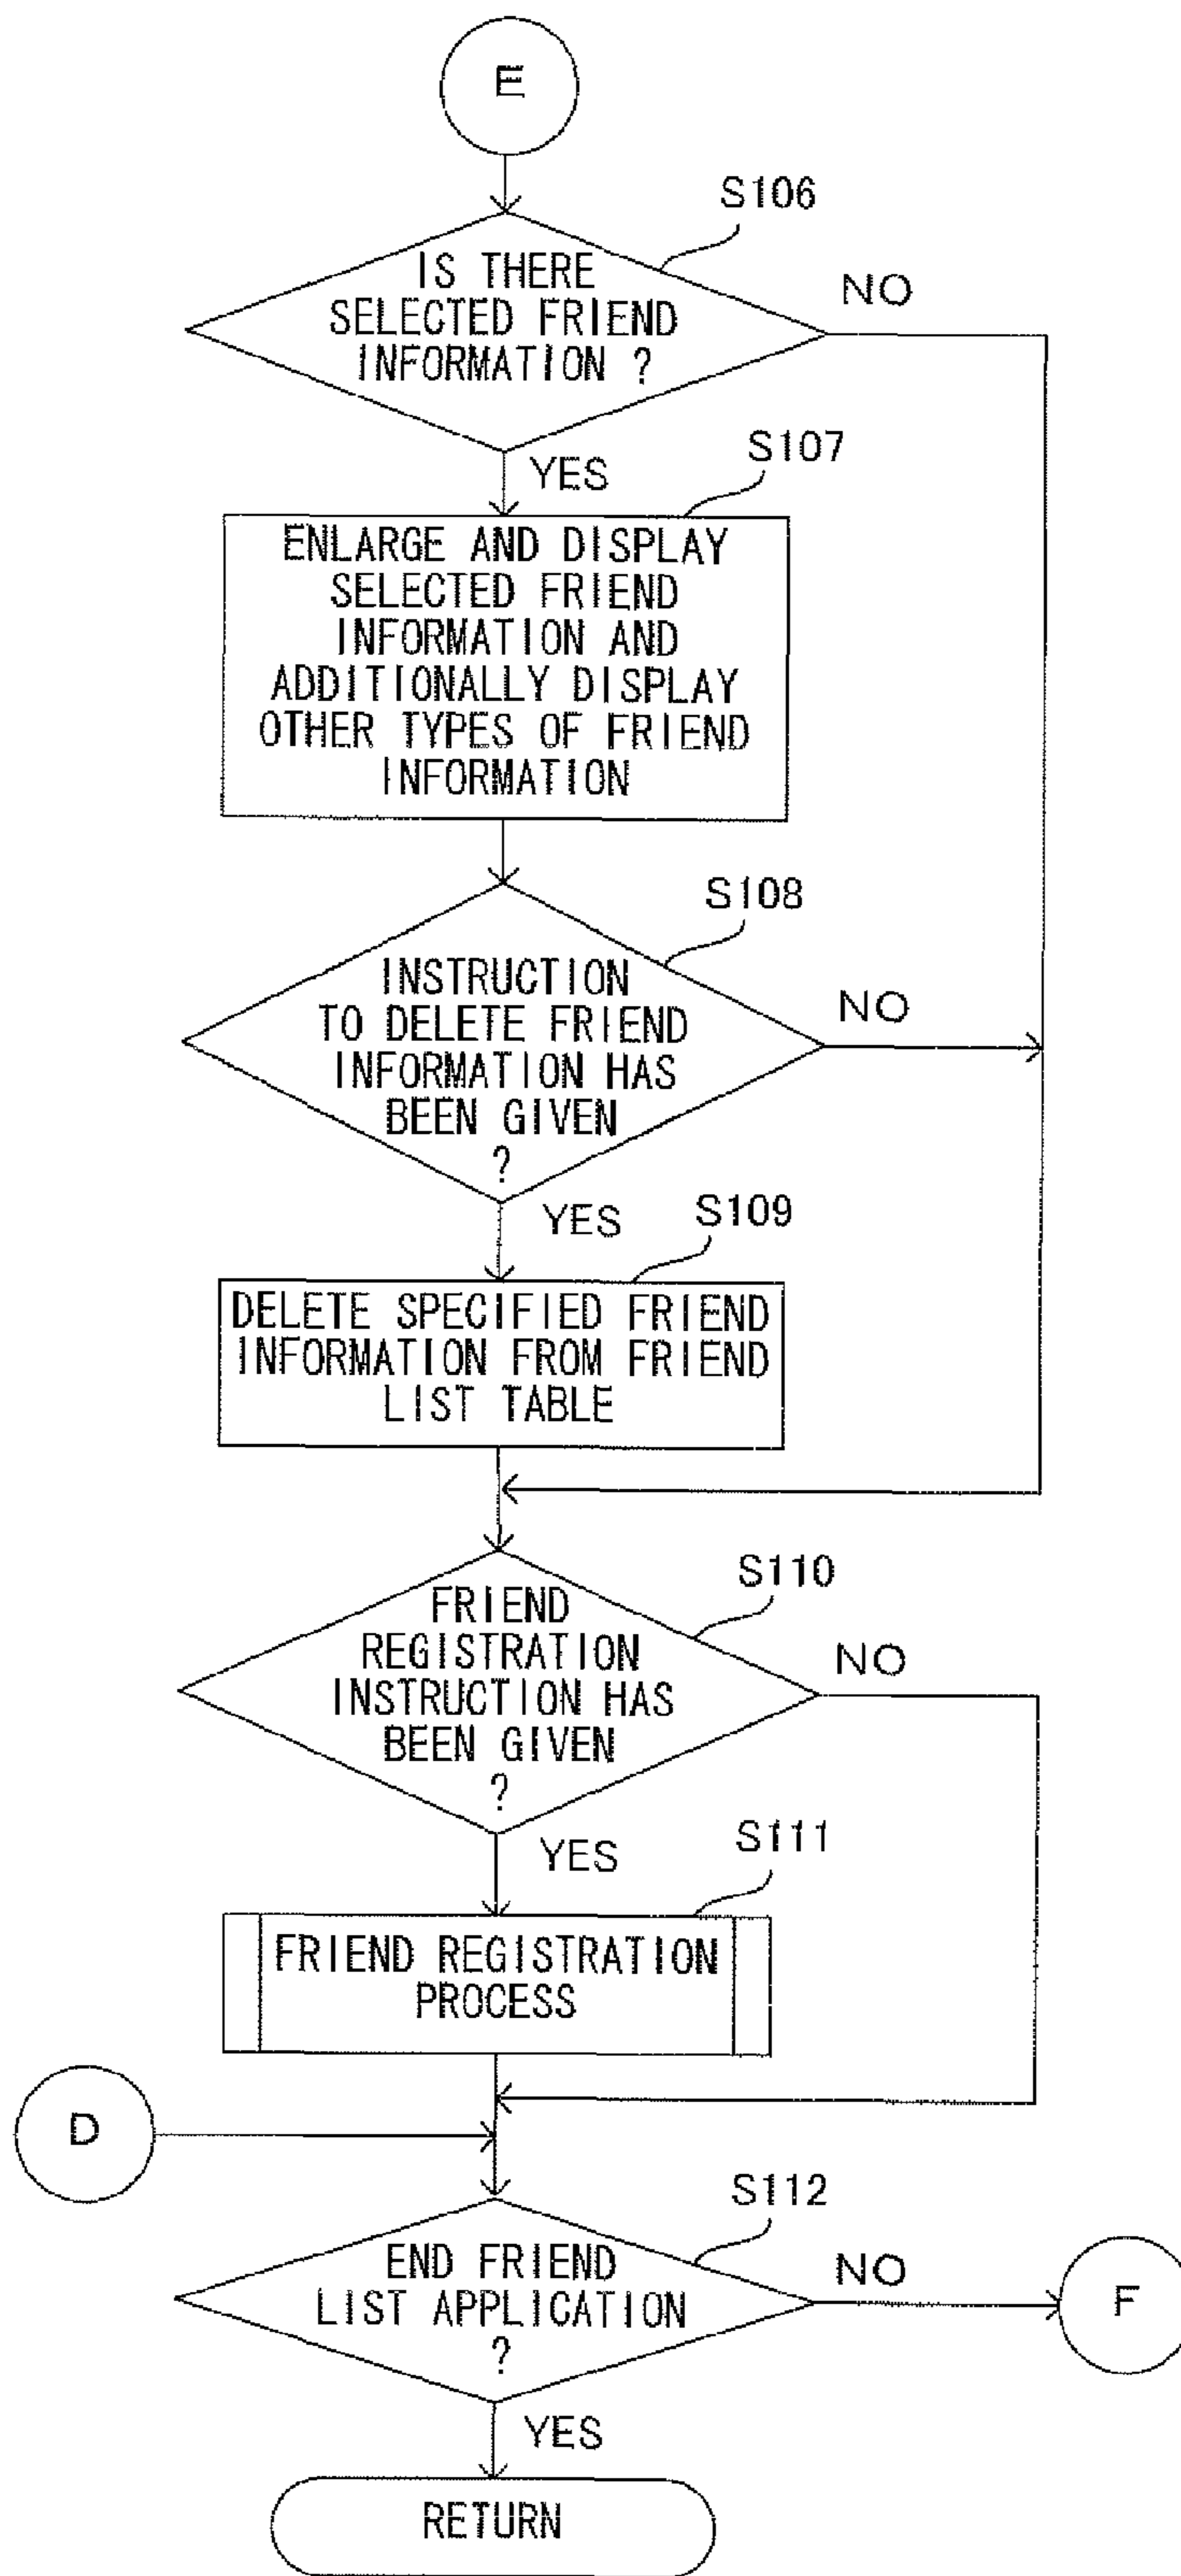 E
S106
IS THERE
SELECTED FRIEND
INFORMATION ?
NO
YES
S107
ENLARGE AND DISPLAY
SELECTED FRIEND
INFORMATION AND
ADDITIONALLY DISPLAY
OTHER TYPES OF FRIEND
INFORMATION
S108
INSTRUCTION
TO DELETE FRIEND
INFORMATION HAS
BEEN GIVEN
?
NO
YES
S109
DELETE SPECIFIED FRIEND
INFORMATION FROM FRIEND
LIST TABLE
S110
FRIEND
REGISTRATION
INSTRUCTION HAS
BEEN GIVEN
?
NO
YES
S111
FRIEND REGISTRATION
PROCESS
D
S112
END FRIEND
LIST APPLICATION
?
NO
F
YES
RETURN